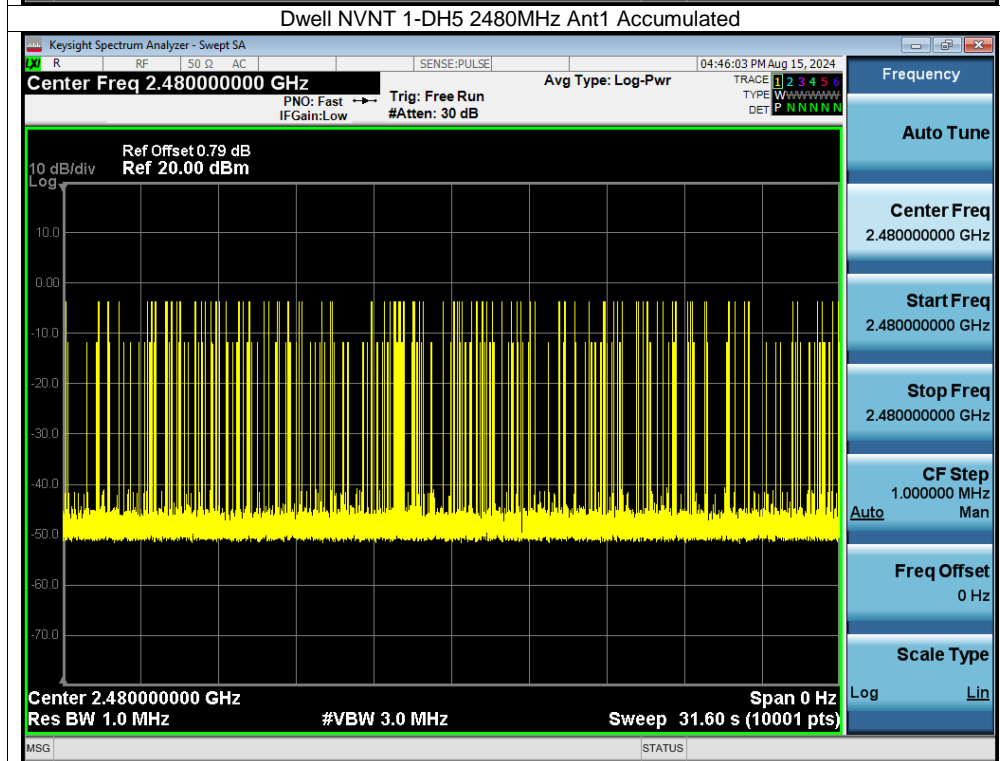 Dwell NVNT 1-DH5 2480MHz Ant1 Accumulated
Keysight Spectrum Analyzer - Swept SA
LXI R RF 50 Ω AC SENSE:PULSE 04:46:03 PM Aug 15, 2024
Center Freq 2.480000000 GHz Avg Type: Log-Pwr TRACE 1 2 3 4 5 6
PNO: Fast Trig: Free Run TYPE WWWWWW
IFGain:Low #Atten: 30 dB DET P N N N N N
Ref Offset 0.79 dB
10 dB/div Ref 20.00 dBm
Log
10.0
0.00
-10.0
-20.0
-30.0
-40.0
-50.0
-60.0
-70.0
Center 2.480000000 GHz Span 0 Hz
Res BW 1.0 MHz #VBW 3.0 MHz Sweep 31.60 s (10001 pts)
MSG STATUS
Frequency
Auto Tune
Center Freq
2.480000000 GHz
Start Freq
2.480000000 GHz
Stop Freq
2.480000000 GHz
CF Step
1.000000 MHz
Auto Man
Freq Offset
0 Hz
Scale Type
Log Lin